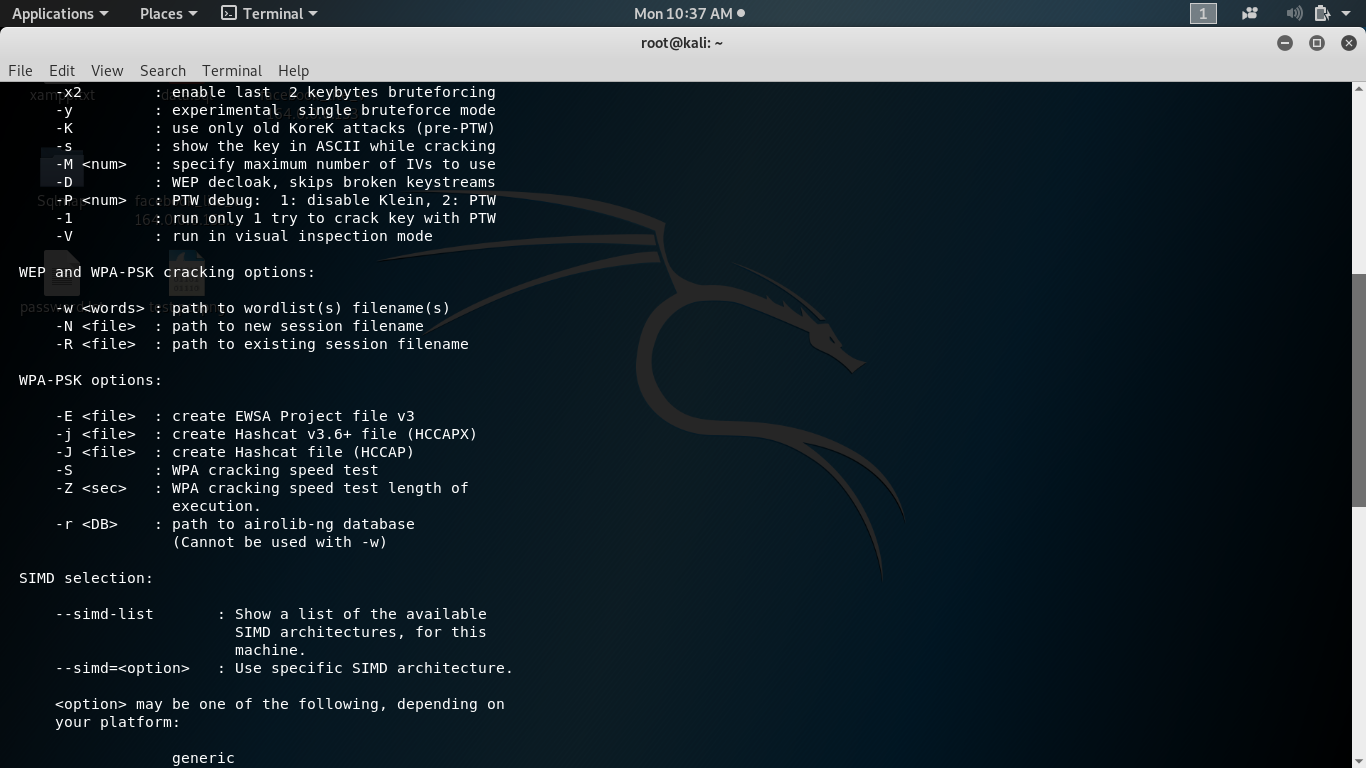 Applications Places Terminal Mon 10:37 AM 1
root@kali: ~
File Edit View Search Terminal Help
-x2 : enable last 2 keybytes bruteforcing
-y : experimental single bruteforce mode
-K : use only old KoreK attacks (pre-PTW)
-s : show the key in ASCII while cracking
-M <num> : specify maximum number of IVs to use
-D : WEP decloak, skips broken keystreams
-P <num> : PTW debug: 1: disable Klein, 2: PTW
-1 : run only 1 try to crack key with PTW
-V : run in visual inspection mode
WEP and WPA-PSK cracking options:
-w <words> : path to wordlist(s) filename(s)
-N <file> : path to new session filename
-R <file> : path to existing session filename
WPA-PSK options:
-E <file> : create EWSA Project file v3
-j <file> : create Hashcat v3.6+ file (HCCAPX)
-J <file> : create Hashcat file (HCCAP)
-S : WPA cracking speed test
-Z <sec> : WPA cracking speed test length of
execution.
-r <DB> : path to airolib-ng database
(Cannot be used with -w)
SIMD selection:
--simd-list : Show a list of the available
SIMD architectures, for this
machine.
--simd=<option> : Use specific SIMD architecture.
<option> may be one of the following, depending on
your platform:
generic